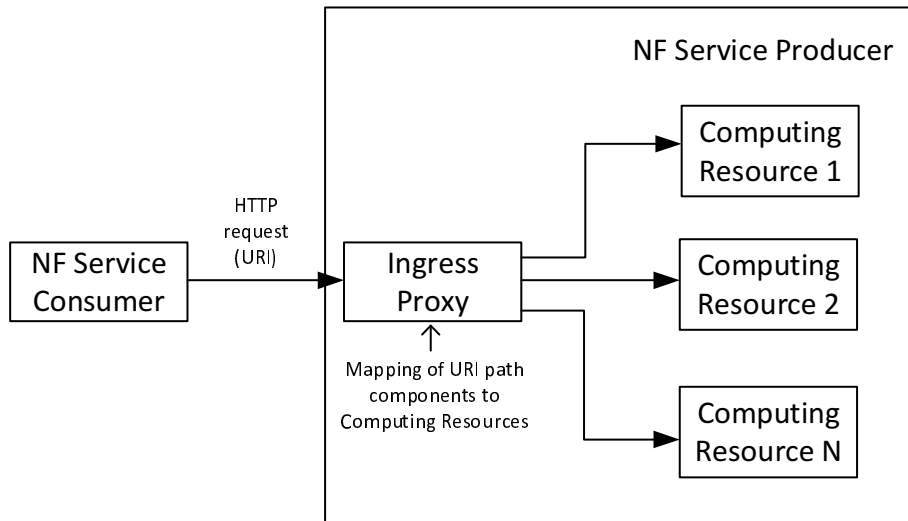 NF Service Producer
Computing
Resource 1
HTTP
request
(URI)
NF Service
Consumer
Ingress
Proxy
Computing
Resource 2
Mapping of URI path
components to
Computing Resources
Computing
Resource N